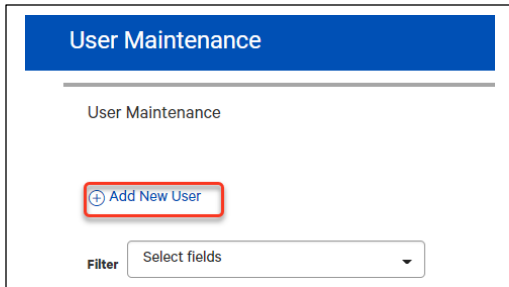 User Maintenance
User Maintenance
Add New User
Filter Select fields